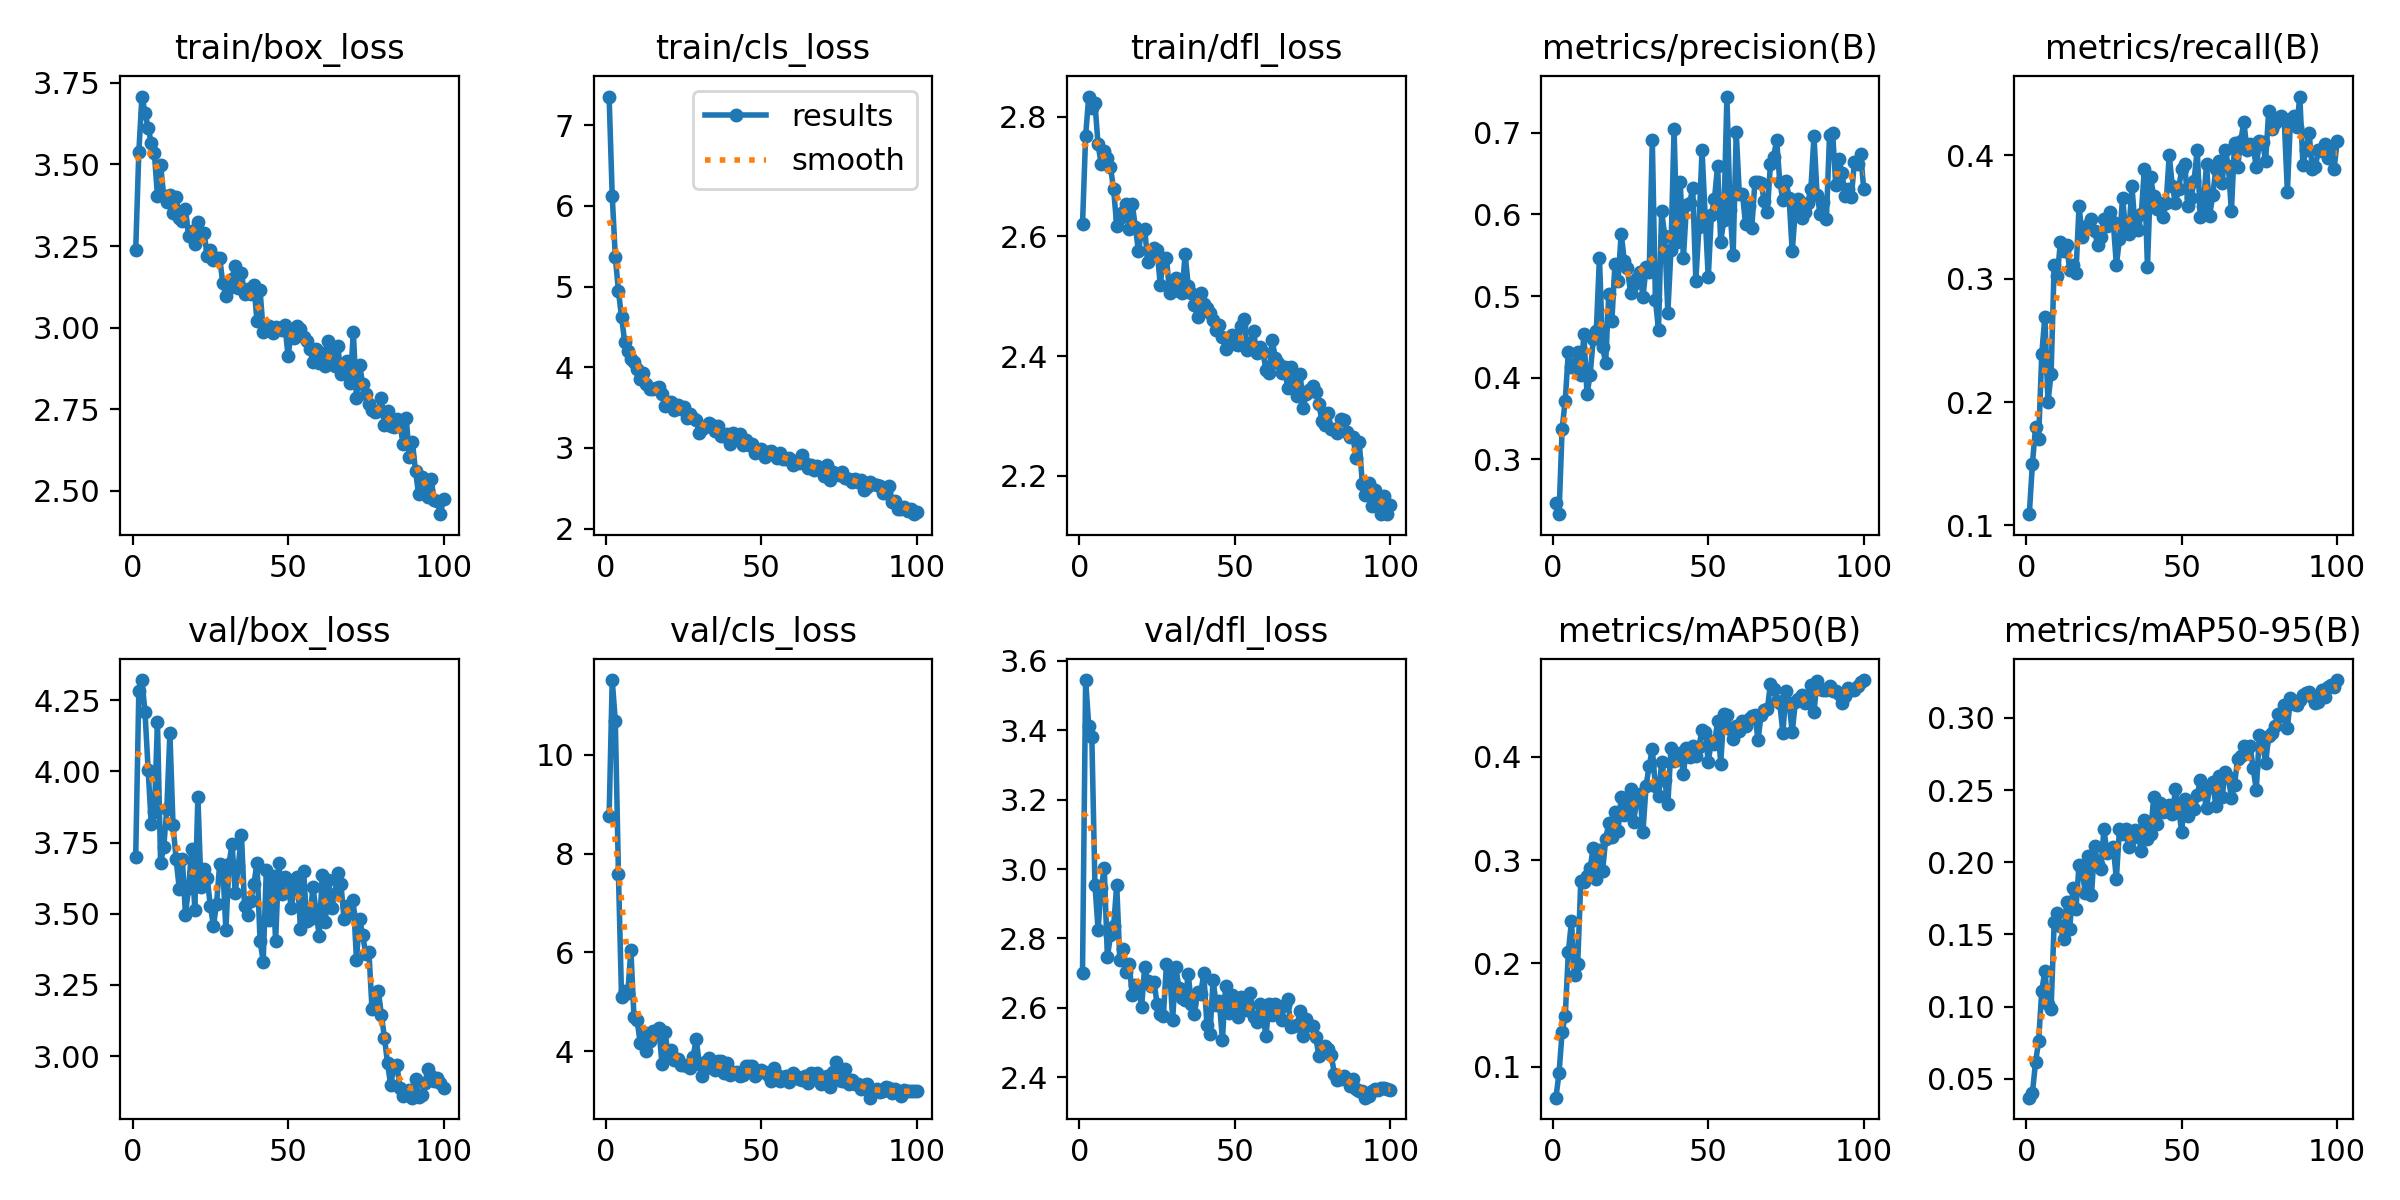 train/box_loss
3.75
3.50
3.25
3.00
2.75
2.50
0 50 100
train/cls_loss
results
smooth
7
6
5
4
3
2
0 50 100
train/dfl_loss
2.8
2.6
2.4
2.2
0 50 100
metrics/precision(B)
0.7
0.6
0.5
0.4
0.3
0 50 100
metrics/recall(B)
0.4
0.3
0.2
0.1
0 50 100
val/box_loss
4.25
4.00
3.75
3.50
3.25
3.00
0 50 100
val/cls_loss
10
8
6
4
0 50 100
val/dfl_loss
3.6
3.4
3.2
3.0
2.8
2.6
2.4
0 50 100
metrics/mAP50(B)
0.4
0.3
0.2
0.1
0 50 100
metrics/mAP50-95(B)
0.30
0.25
0.20
0.15
0.10
0.05
0 50 100